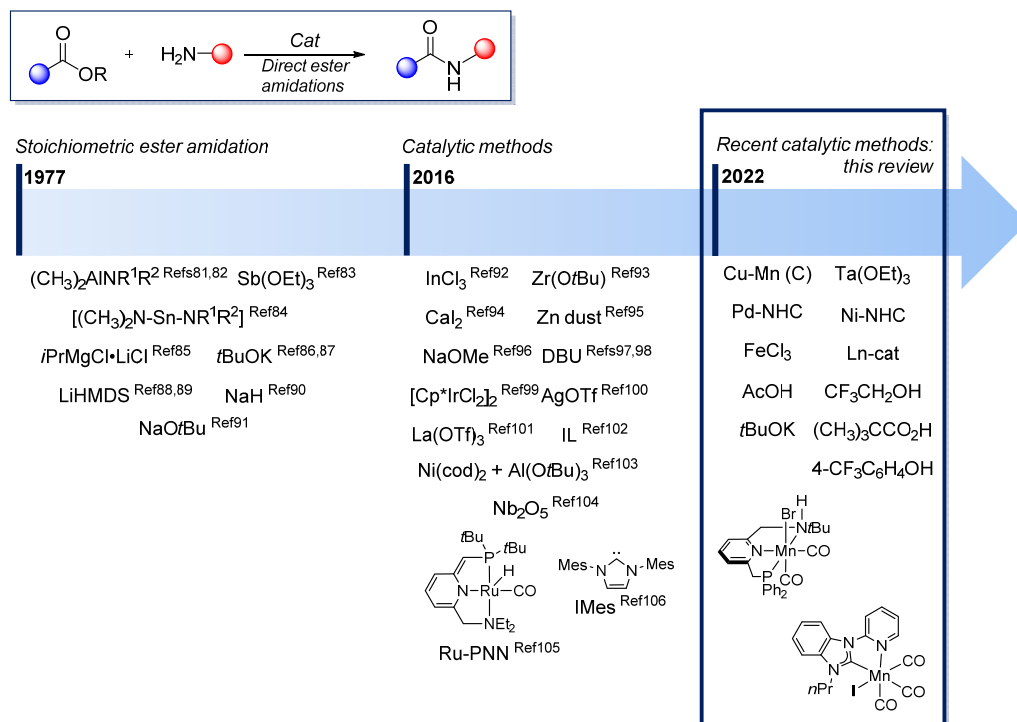 O
OR
+
H₂N
Cat
Direct ester
amidations
O
N
H
Stoichiometric ester amidation
1977
Catalytic methods
2016
Recent catalytic methods:
this review
2022
(CH₃)₂AlNR¹R² Refs81,82 Sb(OEt)₃ Ref83
[(CH₃)₂N-Sn-NR¹R²] Ref84
iPrMgCl•LiCl Ref85 tBuOK Ref86,87
LiHMDS Ref88,89 NaH Ref90
NaOtBu Ref91
InCl₃ Ref92 Zr(OtBu) Ref93
CaI₂ Ref94 Zn dust Ref95
NaOMe Ref96 DBU Refs97,98
[Cp*IrCl₂]₂ Ref99 AgOTf Ref100
La(OTf)₃ Ref101 IL Ref102
Ni(cod)₂ + Al(OtBu)₃ Ref103
Nb₂O₅ Ref104
tBu
tBu
P
H
N
Ru
CO
NEt₂
Ru-PNN Ref105
Mes
N
N
Mes
IMes Ref106
Cu-Mn (C) Ta(OEt)₃
Pd-NHC Ni-NHC
FeCl₃ Ln-cat
AcOH CF₃CH₂OH
tBuOK (CH₃)₃CCO₂H
4-CF₃C₆H₄OH
H
Br
NtBu
N
Mn
CO
P
CO
Ph₂
N
N
N
Mn
CO
nPr
I
CO
CO